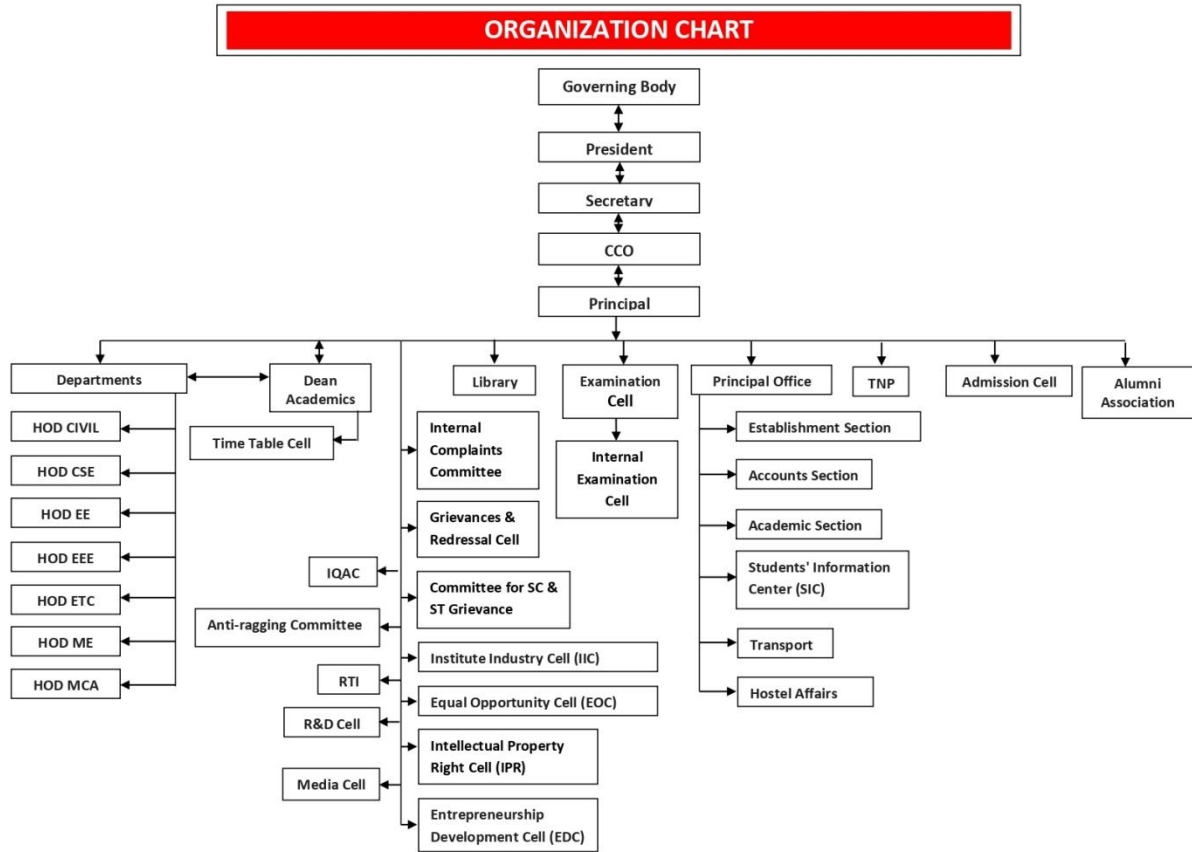 ORGANIZATION CHART
Governing Body
President
Secretary
CCO
Principal
Departments
Dean
Academics
Library
Examination
Cell
Principal Office
TNP
Admission Cell
Alumni
Association
HOD CIVIL
HOD CSE
HOD EE
HOD EEE
HOD ETC
HOD ME
HOD MCA
Time Table Cell
IQAC
Anti-ragging Committee
RTI
R&D Cell
Media Cell
Internal
Complaints
Committee
Grievances &
Redressal Cell
Committee for SC &
ST Grievance
Institute Industry Cell (IIC)
Equal Opportunity Cell (EOC)
Intellectual Property
Right Cell (IPR)
Entrepreneurship
Development Cell (EDC)
Internal
Examination
Cell
Establishment Section
Accounts Section
Academic Section
Students' Information
Center (SIC)
Transport
Hostel Affairs